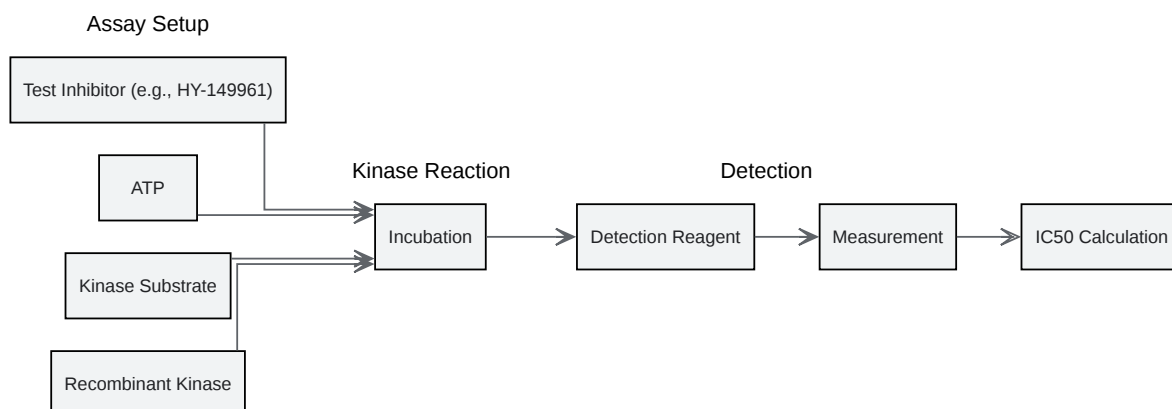 Assay Setup
Test Inhibitor (e.g., HY-149961)
ATP
Kinase Substrate
Recombinant Kinase
Kinase Reaction
Incubation
Detection
Detection Reagent
Measurement
IC50 Calculation